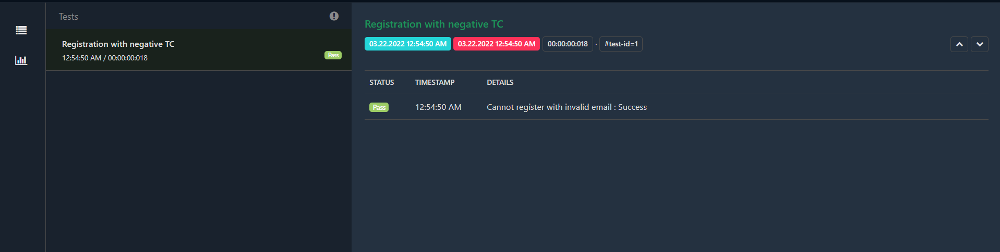 Tests
Registration with negative TC
12:54:50 AM / 00:00:00:018
Pass
Registration with negative TC
03.22.2022 12:54:50 AM 03.22.2022 12:54:50 AM 00:00:00:018 · #test-id=1
STATUS TIMESTAMP DETAILS
Pass 12:54:50 AM Cannot register with invalid email : Success